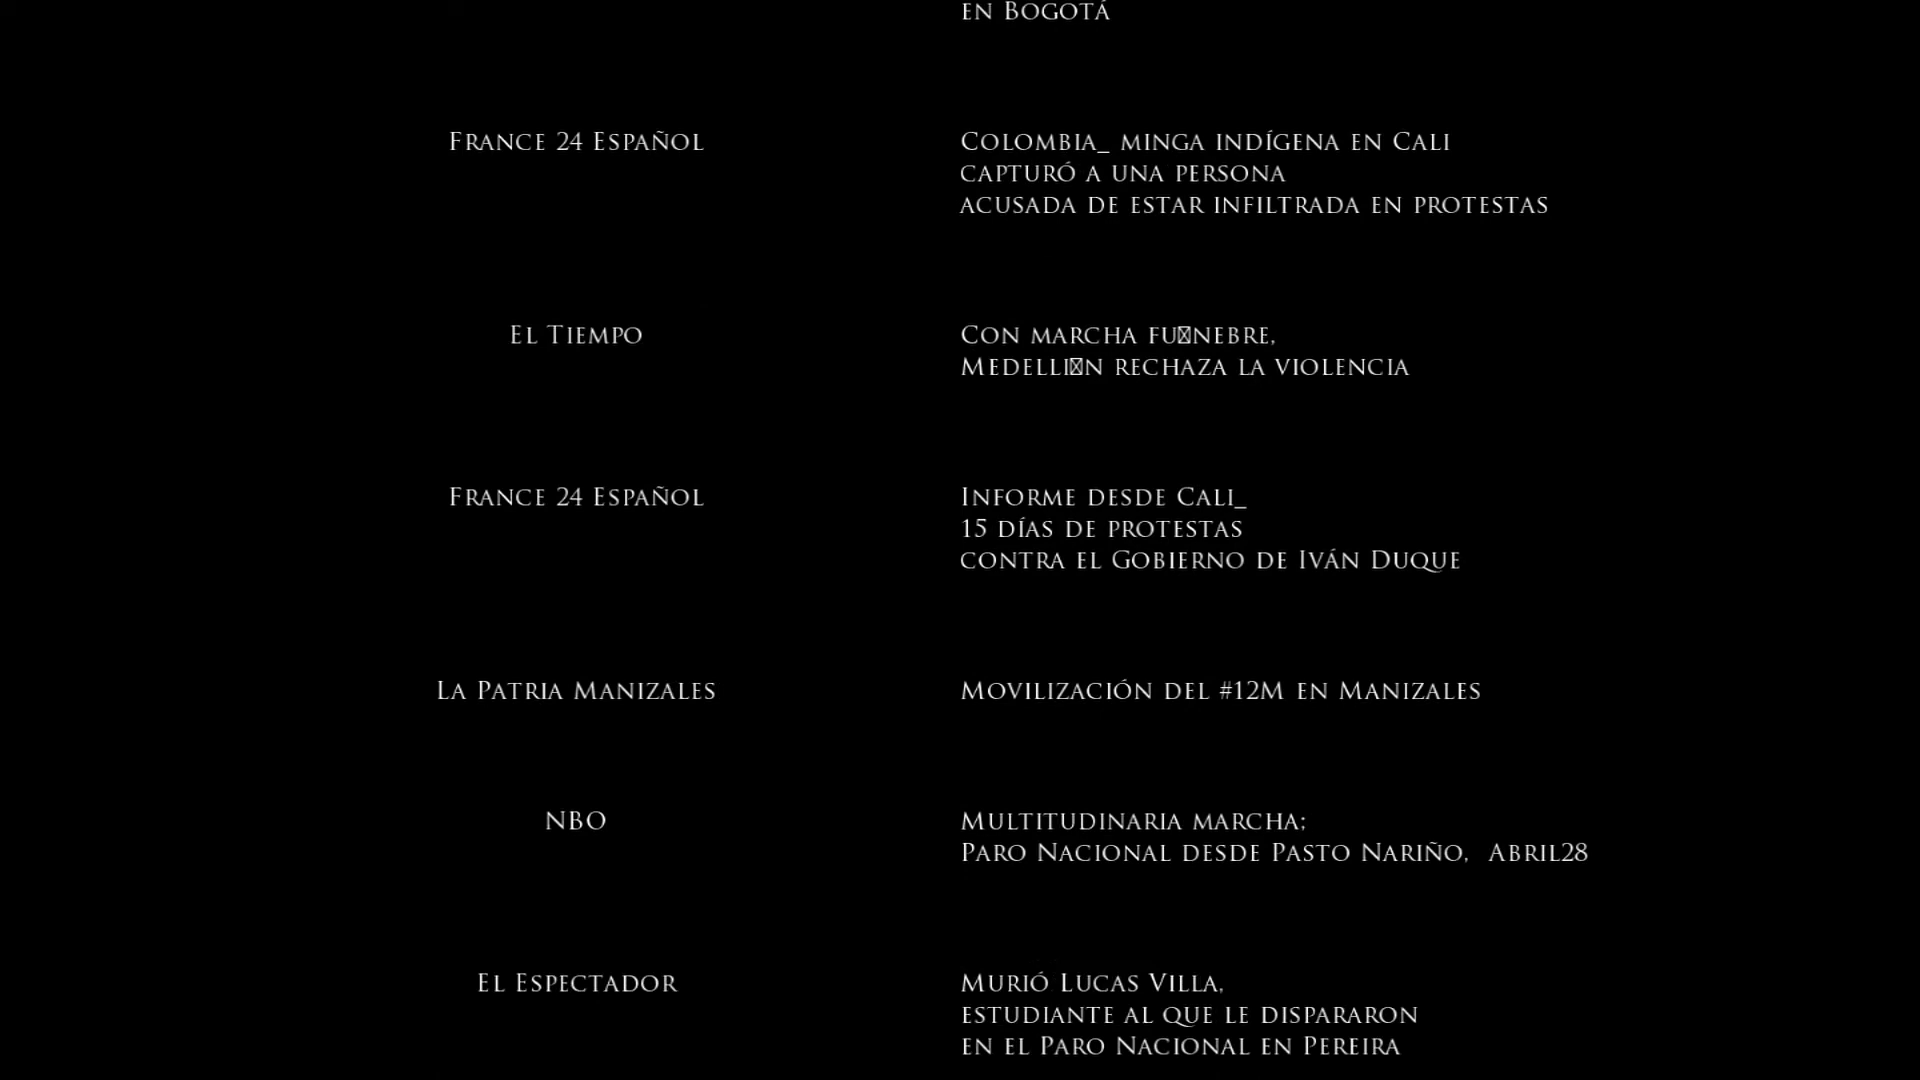 en Bogotá
France 24 Español
Colombia_ minga indígena en Cali
capturó a una persona
acusada de estar infiltrada en protestas
El Tiempo
Con marcha fu☒nebre,
Medelli☒n rechaza la violencia
France 24 Español
Informe desde Cali_
15 días de protestas
contra el Gobierno de Iván Duque
La Patria Manizales
Movilización del #12M en Manizales
NBO
Multitudinaria marcha;
Paro Nacional desde Pasto Nariño,  Abril28
El Espectador
Murió Lucas Villa,
estudiante al que le dispararon
en el Paro Nacional en Pereira